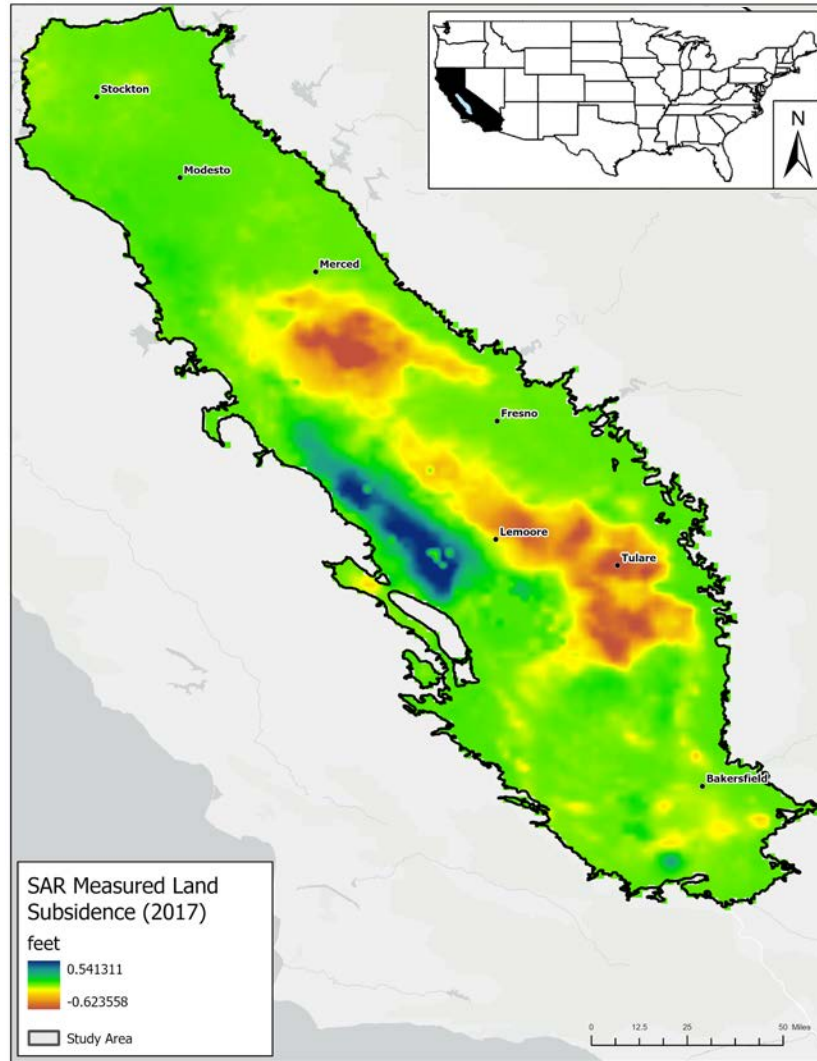 N
Stockton
Modesto
Merced
Fresno
Lemoore
Tulare
Bakersfield
SAR Measured Land
Subsidence (2017)
feet
0.541311
-0.623558
Study Area
0 12.5 25 50 Miles